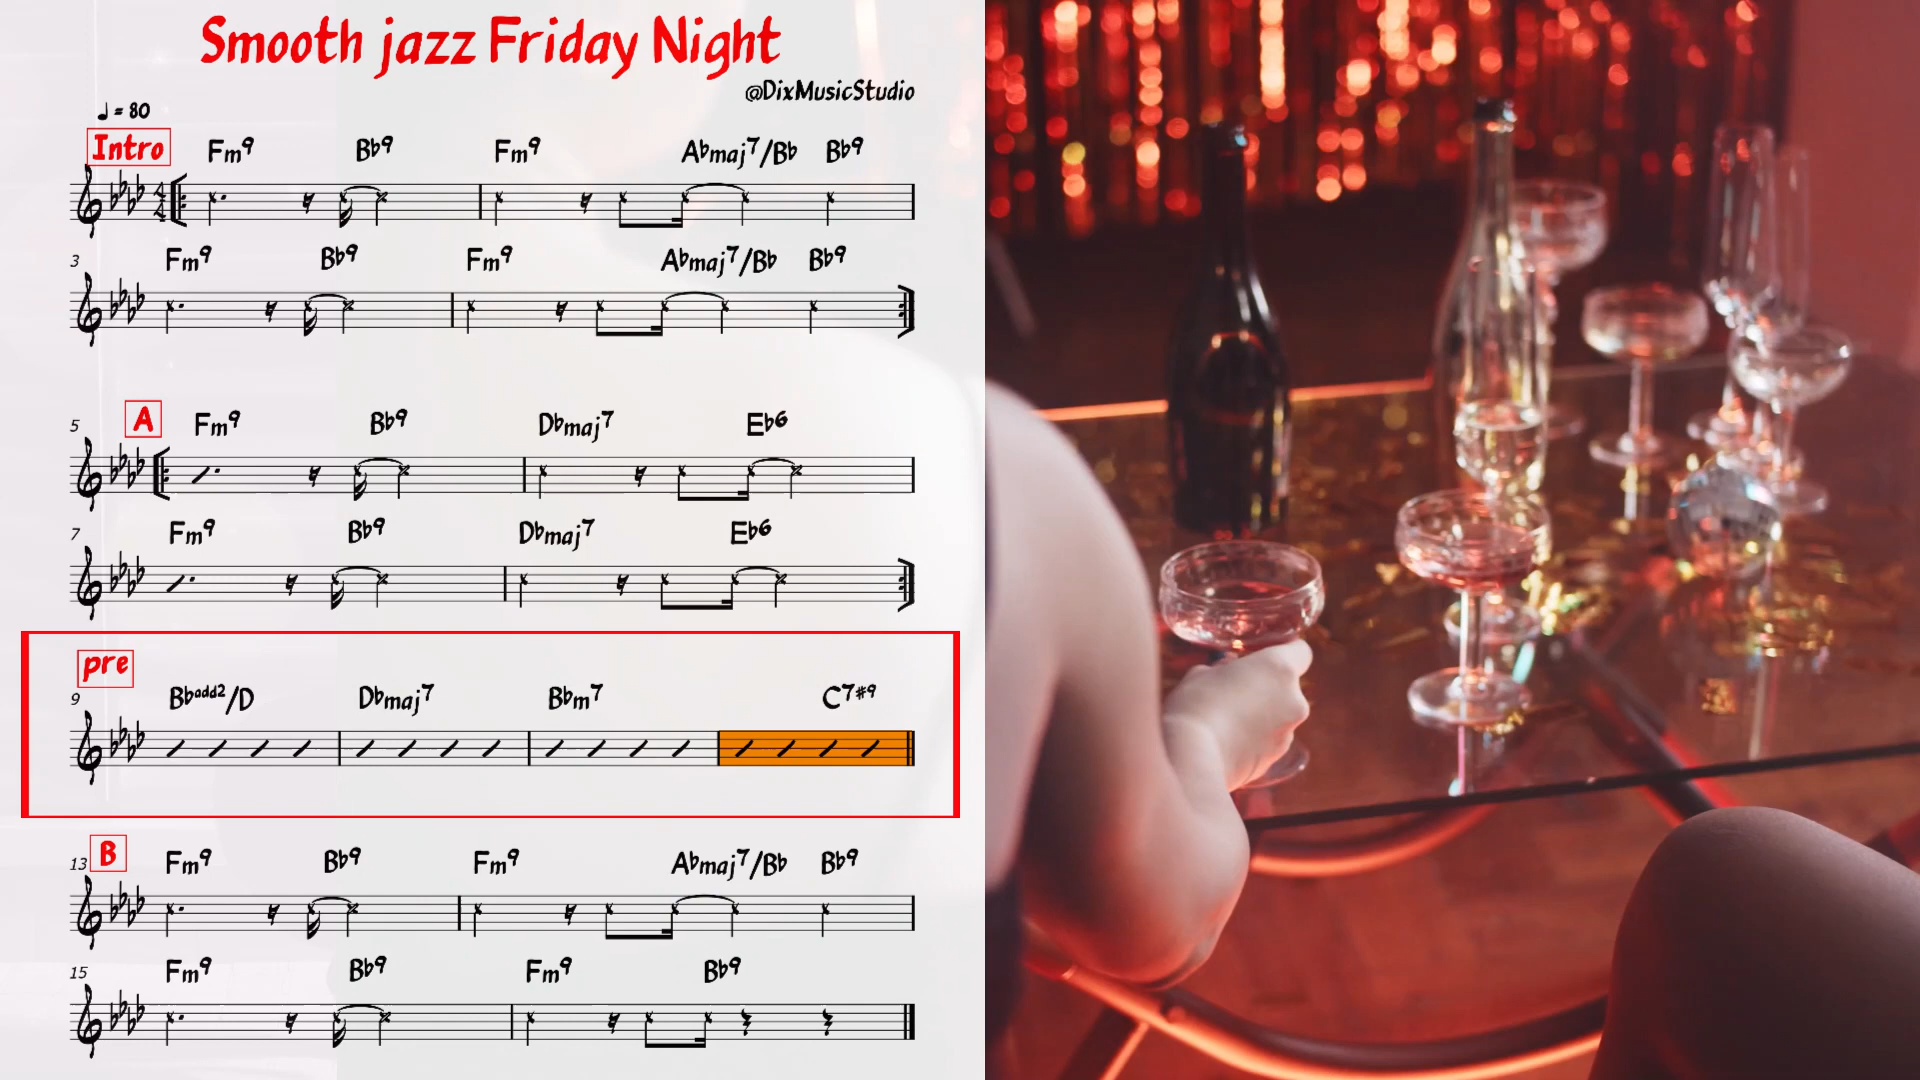 Smooth jazz Friday Night
@DixMusicStudio
♩ = 80
Intro Fm9 Bb9 Fm9 Abmaj7/Bb Bb9
4/4
3 Fm9 Bb9 Fm9 Abmaj7/Bb Bb9
5 A Fm9 Bb9 Dbmaj7 Eb6
7 Fm9 Bb9 Dbmaj7 Eb6
pre
9 Bbadd2/D Dbmaj7 Bbm7 C7#9
13 B Fm9 Bb9 Fm9 Abmaj7/Bb Bb9
15 Fm9 Bb9 Fm9 Bb9